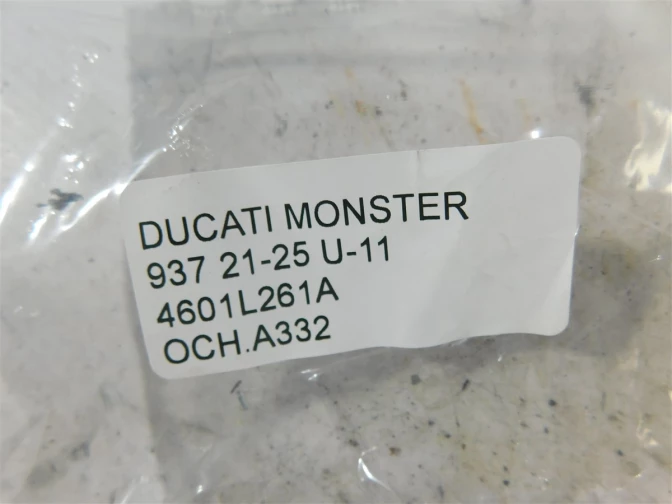 DUCATI MONSTER
937 21-25 U-11
4601L261A
OCH.A332